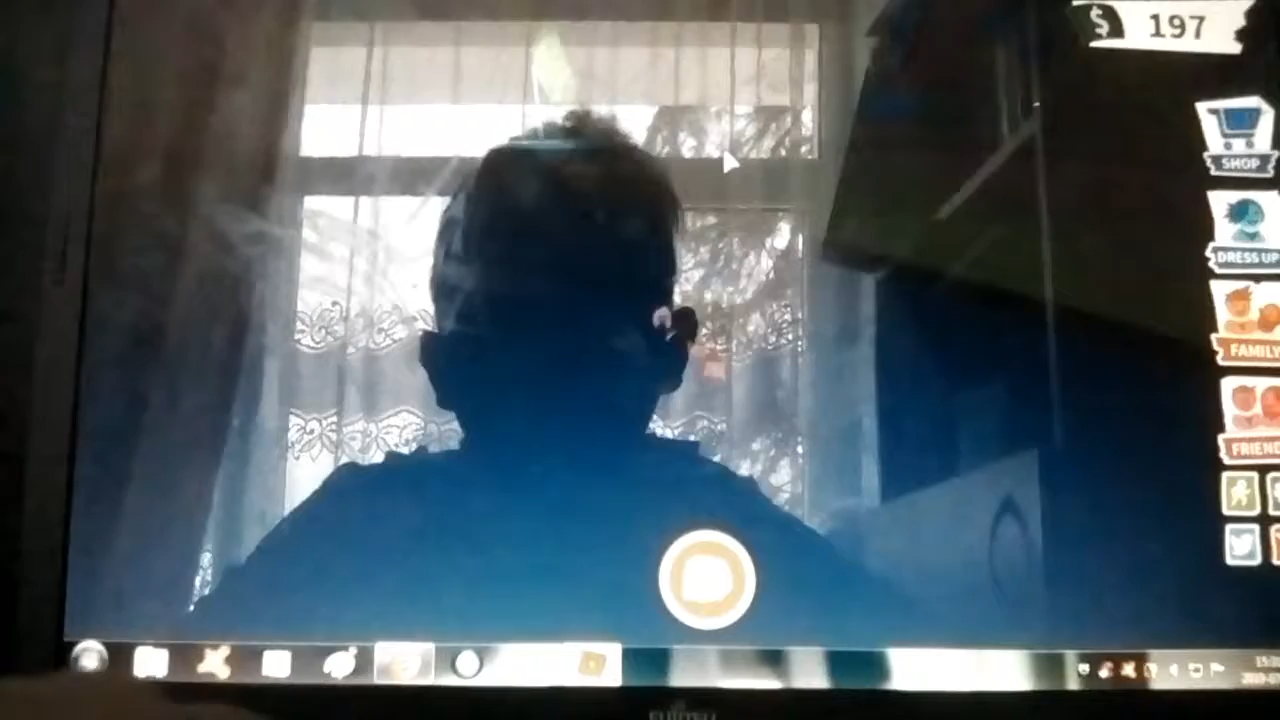 $ 197
SHOP
DRESS UP
FAMILY
FRIEND
FUJITSU